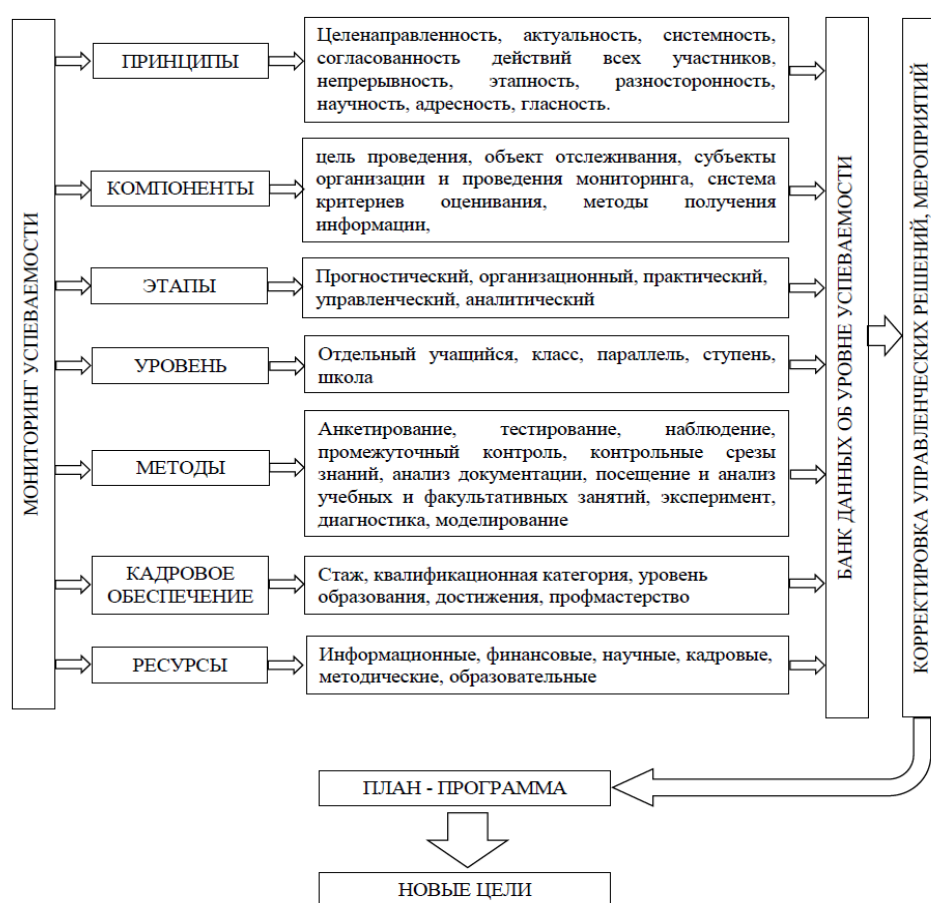 МОНИТОРИНГ УСПЕВАЕМОСТИ
ПРИНЦИПЫ
Целенаправленность, актуальность, системность,
согласованность действий всех участников,
непрерывность, этапность, разносторонность,
научность, адресность, гласность.
КОМПОНЕНТЫ
цель проведения, объект отслеживания, субъекты
организации и проведения мониторинга, система
критериев оценивания, методы получения
информации,
ЭТАПЫ
Прогностический, организационный, практический,
управленческий, аналитический
УРОВЕНЬ
Отдельный учащийся, класс, параллель, ступень,
школа
МЕТОДЫ
Анкетирование, тестирование, наблюдение,
промежуточный контроль, контрольные срезы
знаний, анализ документации, посещение и анализ
учебных и факультативных занятий, эксперимент,
диагностика, моделирование
КАДРОВОЕ
ОБЕСПЕЧЕНИЕ
Стаж, квалификационная категория, уровень
образования, достижения, профмастерство
РЕСУРСЫ
Информационные, финансовые, научные, кадровые,
методические, образовательные
БАНК ДАННЫХ ОБ УРОВНЕ УСПЕВАЕМОСТИ
КОРРЕКТИРОВКА УПРАВЛЕНЧЕСКИХ РЕШЕНИЙ, МЕРОПРИЯТИЙ
ПЛАН - ПРОГРАММА
НОВЫЕ ЦЕЛИ